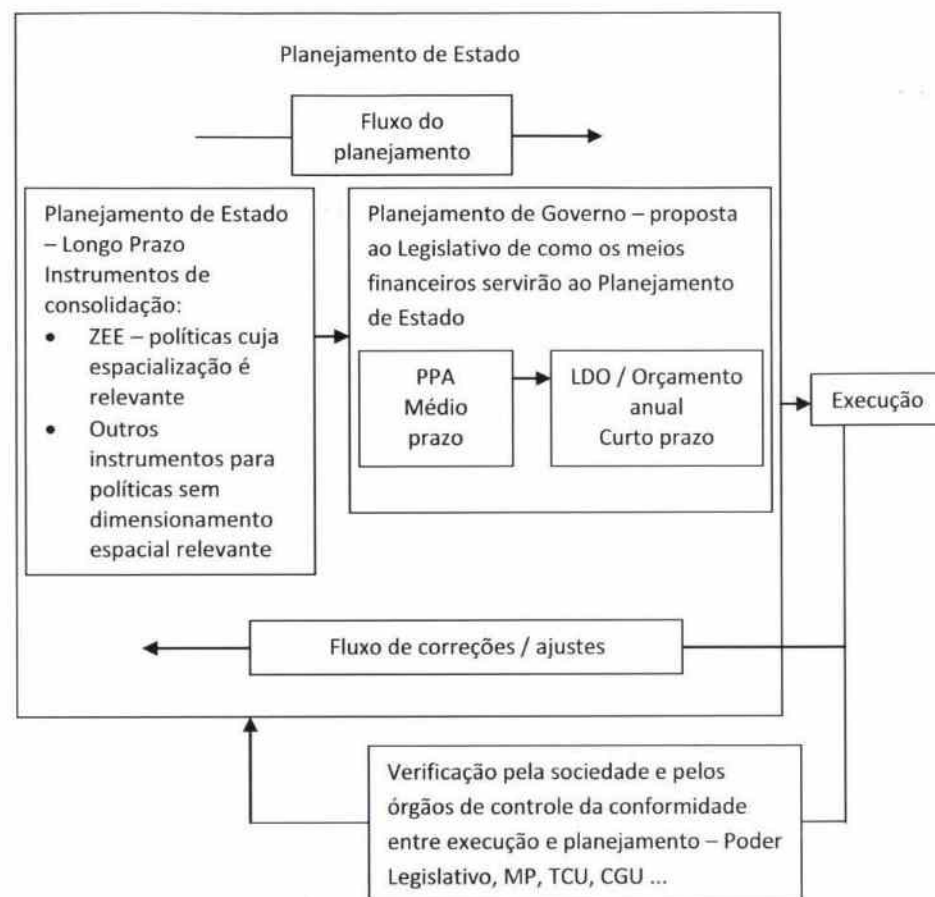 Planejamento de Estado
Fluxo do
planejamento
Planejamento de Estado
– Longo Prazo
Instrumentos de
consolidação:
• ZEE – políticas cuja
espacialização é
relevante
• Outros
instrumentos para
políticas sem
dimensionamento
espacial relevante
Planejamento de Governo – proposta
ao Legislativo de como os meios
financeiros servirão ao Planejamento
de Estado
PPA
Médio
prazo
LDO / Orçamento
anual
Curto prazo
Execução
Fluxo de correções / ajustes
Verificação pela sociedade e pelos
órgãos de controle da conformidade
entre execução e planejamento – Poder
Legislativo, MP, TCU, CGU ...